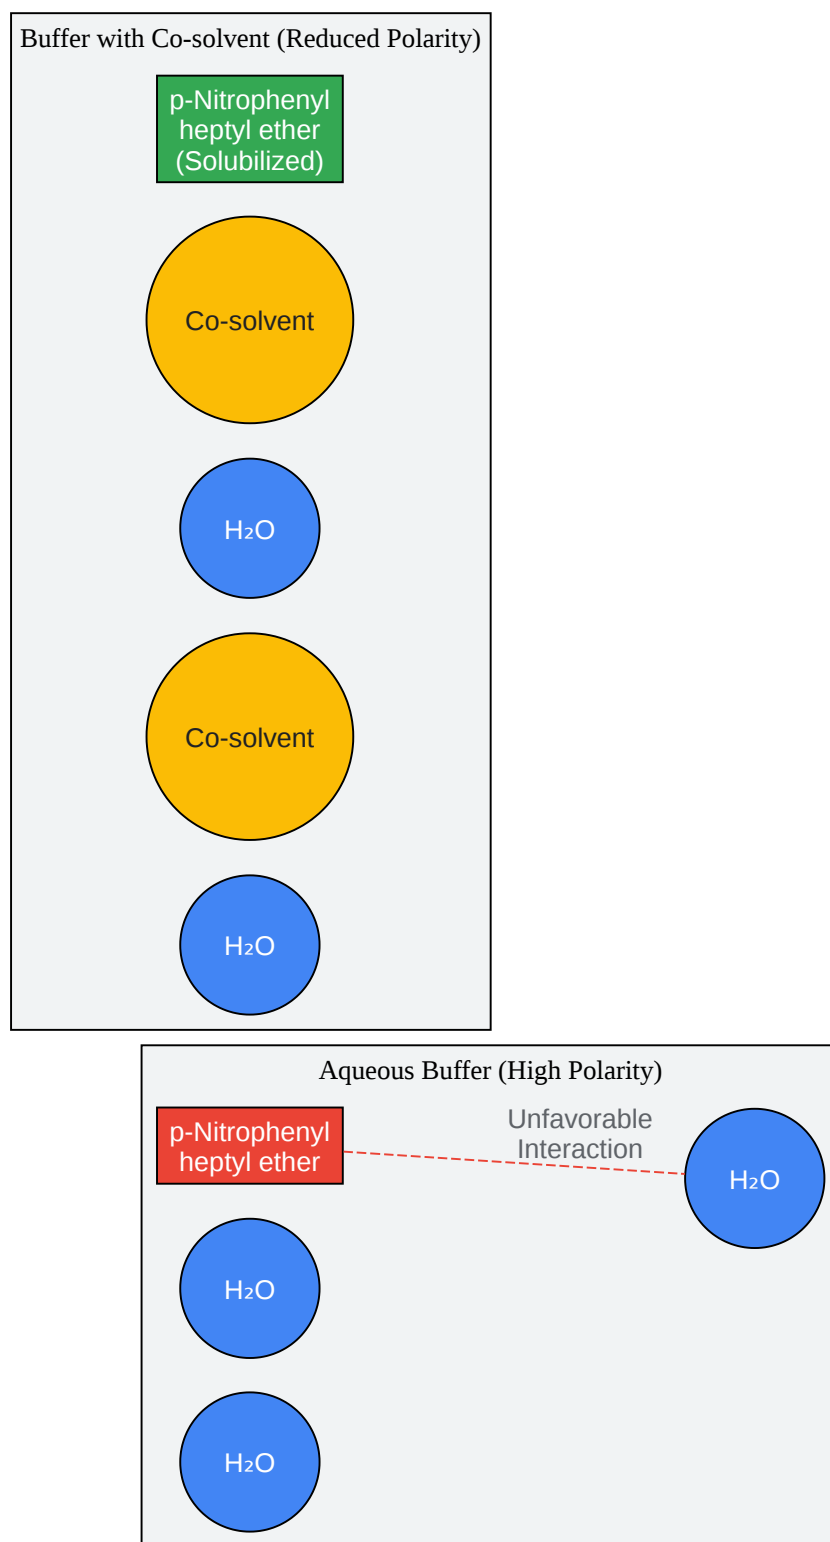 Buffer with Co-solvent (Reduced Polarity)
p-Nitrophenyl
heptyl ether
(Solubilized)
Co-solvent
H₂O
Co-solvent
H₂O
Aqueous Buffer (High Polarity)
p-Nitrophenyl
heptyl ether
Unfavorable
Interaction
H₂O
H₂O
H₂O